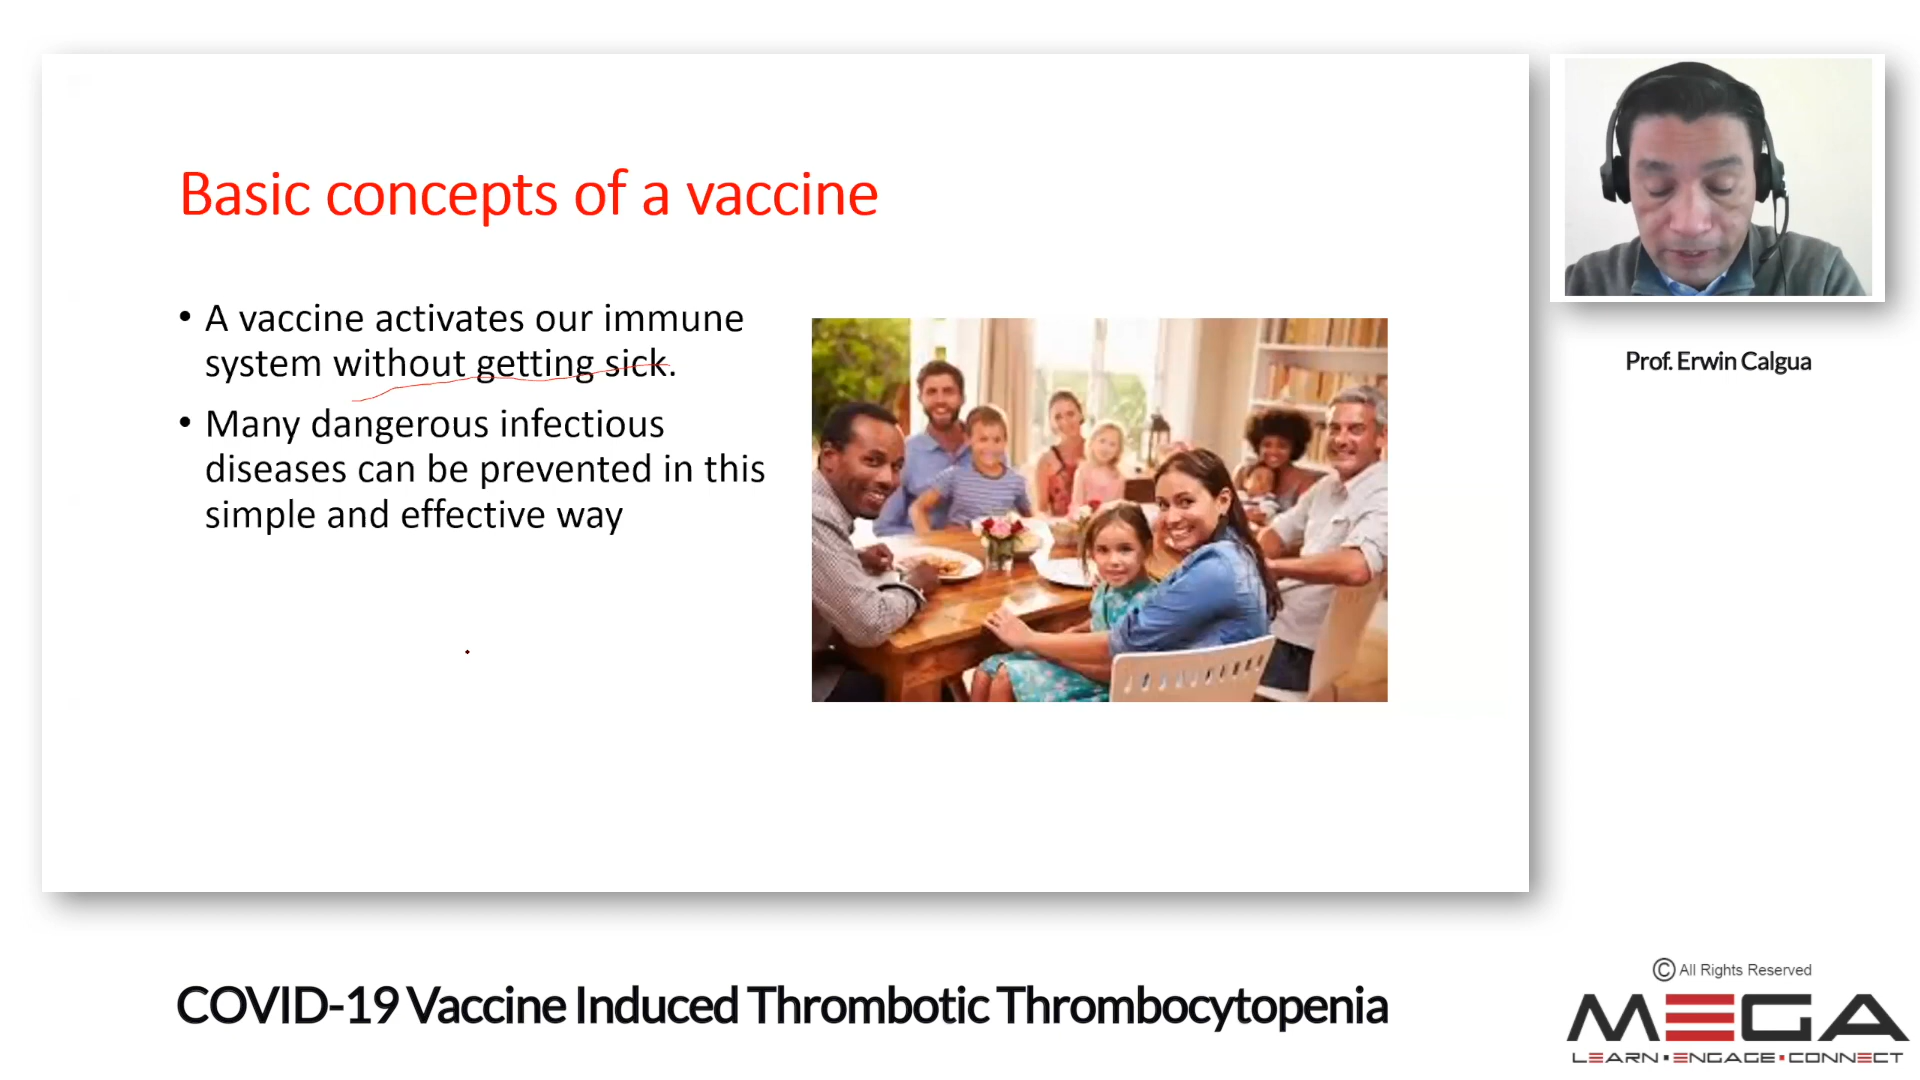 Basic concepts of a vaccine
• A vaccine activates our immune
system without getting sick.
• Many dangerous infectious
diseases can be prevented in this
simple and effective way
Prof. Erwin Calgua
COVID-19 Vaccine Induced Thrombotic Thrombocytopenia
© All Rights Reserved
MEGA
LEARN▪ENGAGE▪CONNECT